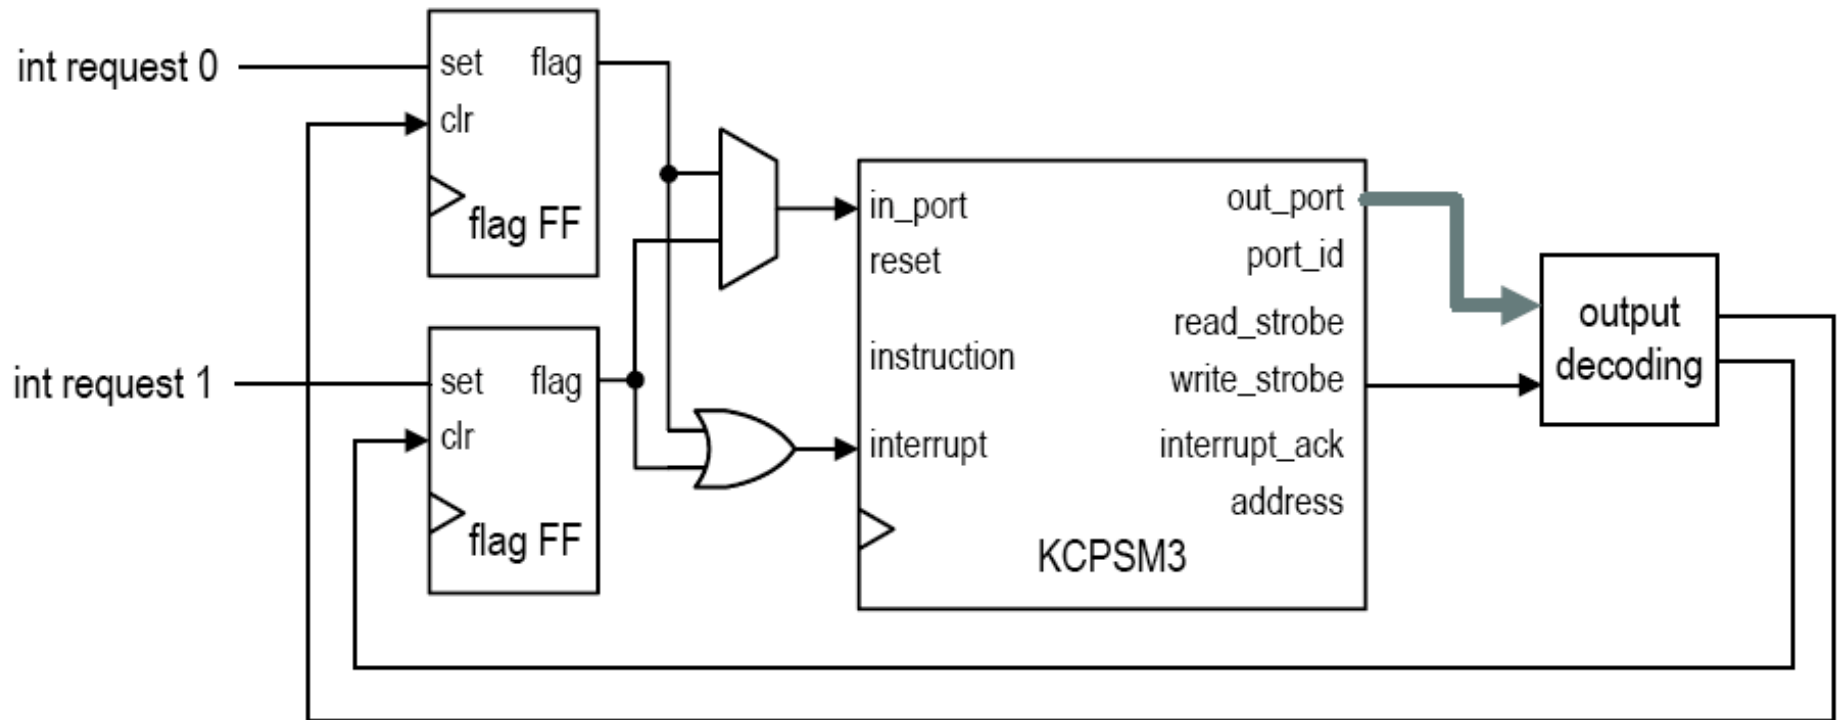 int request 0
set
flag
clr
flag FF
int request 1
set
flag
clr
flag FF
in_port
reset
instruction
interrupt
out_port
port_id
read_strobe
write_strobe
interrupt_ack
address
KCPSM3
output
decoding